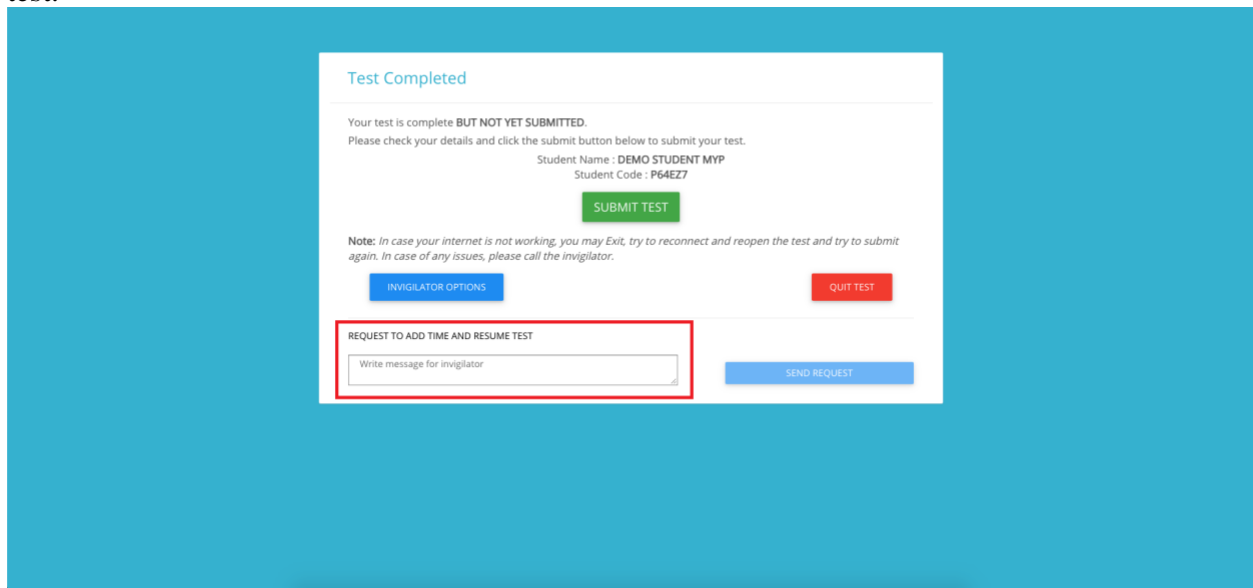 test.
Test Completed
Your test is complete BUT NOT YET SUBMITTED.
Please check your details and click the submit button below to submit your test.
Student Name : DEMO STUDENT MYP
Student Code : P64EZ7
SUBMIT TEST
Note: In case your internet is not working, you may Exit, try to reconnect and reopen the test and try to submit
again. In case of any issues, please call the invigilator.
INVIGILATOR OPTIONS
QUIT TEST
REQUEST TO ADD TIME AND RESUME TEST
Write message for invigilator
SEND REQUEST